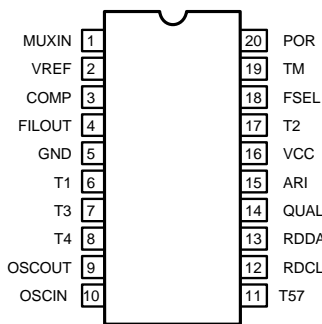 MUXIN 1 20 POR
VREF 2 19 TM
COMP 3 18 FSEL
FILOUT 4 17 T2
GND 5 16 VCC
T1 6 15 ARI
T3 7 14 QUAL
T4 8 13 RDDA
OSCOUT 9 12 RDCL
OSCIN 10 11 T57